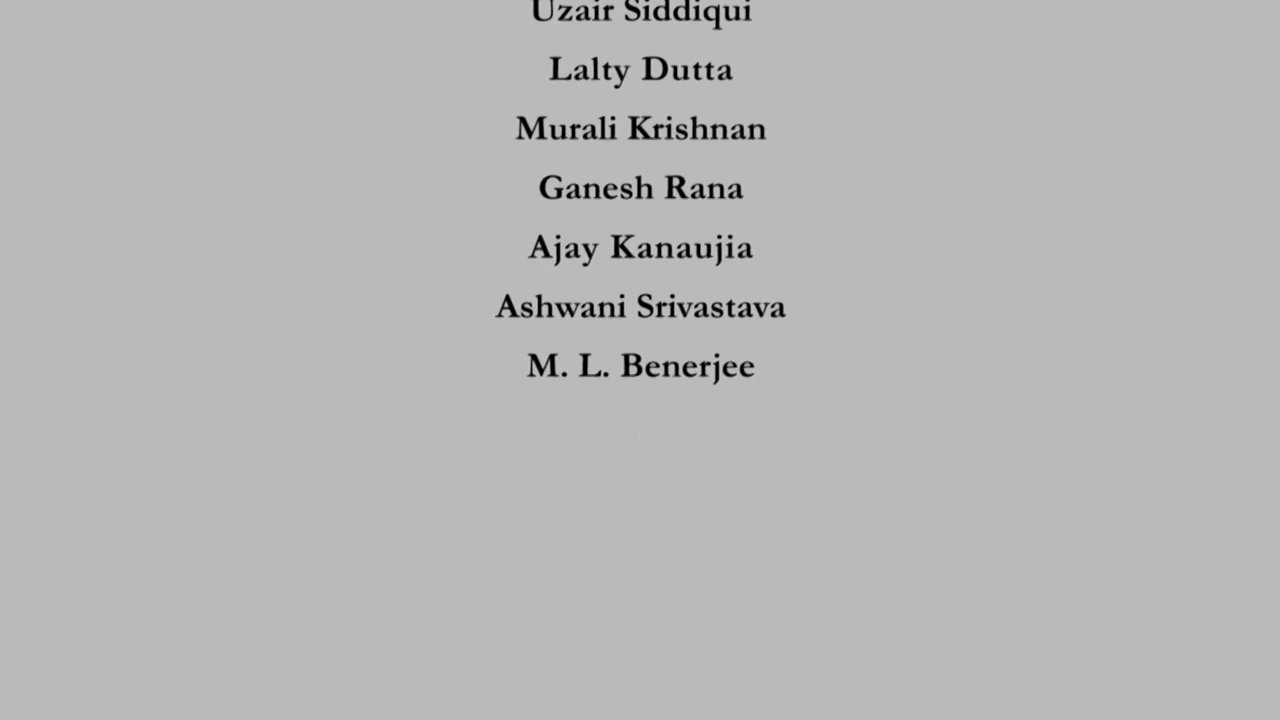 Uzair Siddiqui
Lalty Dutta
Murali Krishnan
Ganesh Rana
Ajay Kanaujia
Ashwani Srivastava
M. L. Benerjee